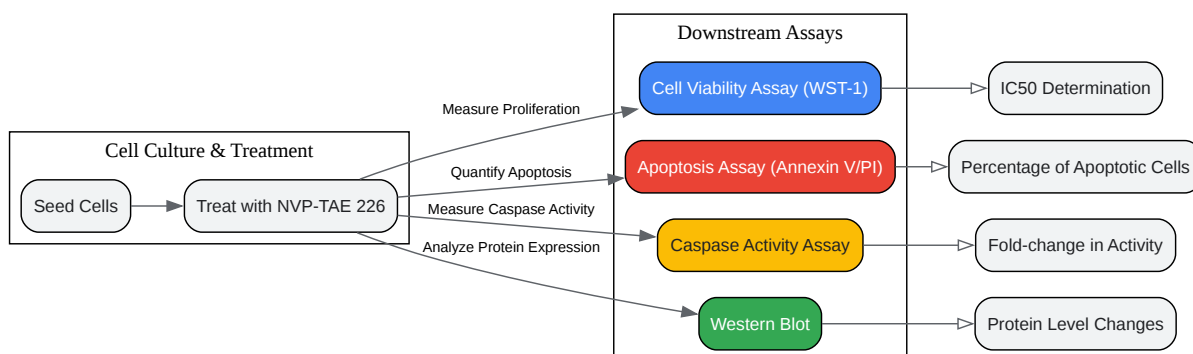 Cell Culture & Treatment
Seed Cells
Treat with NVP-TAE 226
Measure Proliferation
Quantify Apoptosis
Measure Caspase Activity
Analyze Protein Expression
Downstream Assays
Cell Viability Assay (WST-1)
Apoptosis Assay (Annexin V/PI)
Caspase Activity Assay
Western Blot
IC50 Determination
Percentage of Apoptotic Cells
Fold-change in Activity
Protein Level Changes